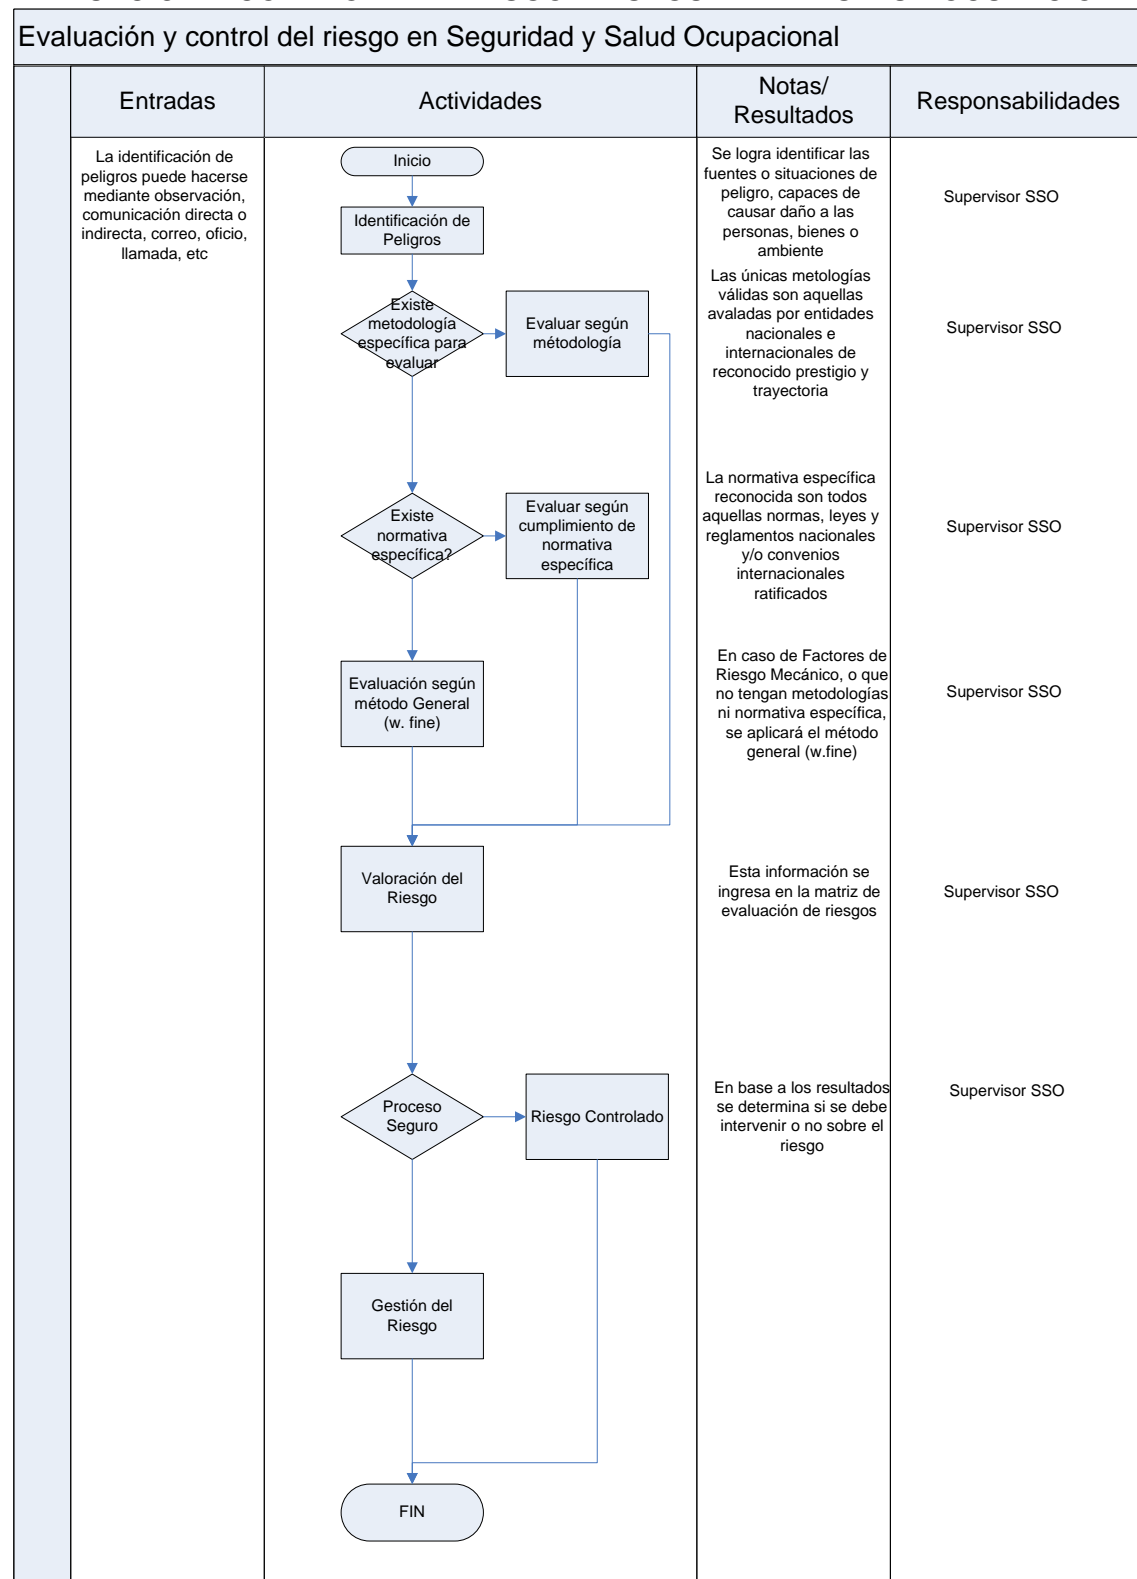 Evaluación y control del riesgo en Seguridad y Salud Ocupacional
Entradas
Actividades
Notas/
Resultados
Responsabilidades
La identificación de
peligros puede hacerse
mediante observación,
comunicación directa o
indirecta, correo, oficio,
llamada, etc
Inicio
Identificación de
Peligros
Se logra identificar las
fuentes o situaciones de
peligro, capaces de
causar daño a las
personas, bienes o
ambiente
Supervisor SSO
Existe
metodología
específica para
evaluar
Evaluar según
métodología
Las únicas metologías
válidas son aquellas
avaladas por entidades
nacionales e
internacionales de
reconocido prestigio y
trayectoria
Supervisor SSO
Existe
normativa
específica?
Evaluar según
cumplimiento de
normativa
específica
La normativa específica
reconocida son todos
aquellas normas, leyes y
reglamentos nacionales
y/o convenios
internacionales
ratificados
Supervisor SSO
Evaluación según
método General
(w. fine)
En caso de Factores de
Riesgo Mecánico, o que
no tengan metodologías
ni normativa específica,
se aplicará el método
general (w.fine)
Supervisor SSO
Valoración del
Riesgo
Esta información se
ingresa en la matriz de
evaluación de riesgos
Supervisor SSO
Proceso
Seguro
Riesgo Controlado
En base a los resultados
se determina si se debe
intervenir o no sobre el
riesgo
Supervisor SSO
Gestión del
Riesgo
FIN